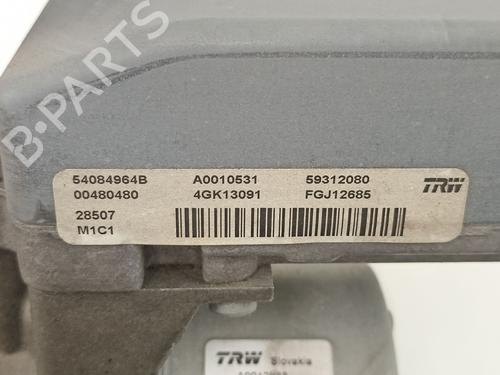 B-PARTS
54084964B A0010531 59312080
00480480 4GK13091 FGJ12685 TRW
28507
M1C1
TRW Slovakia